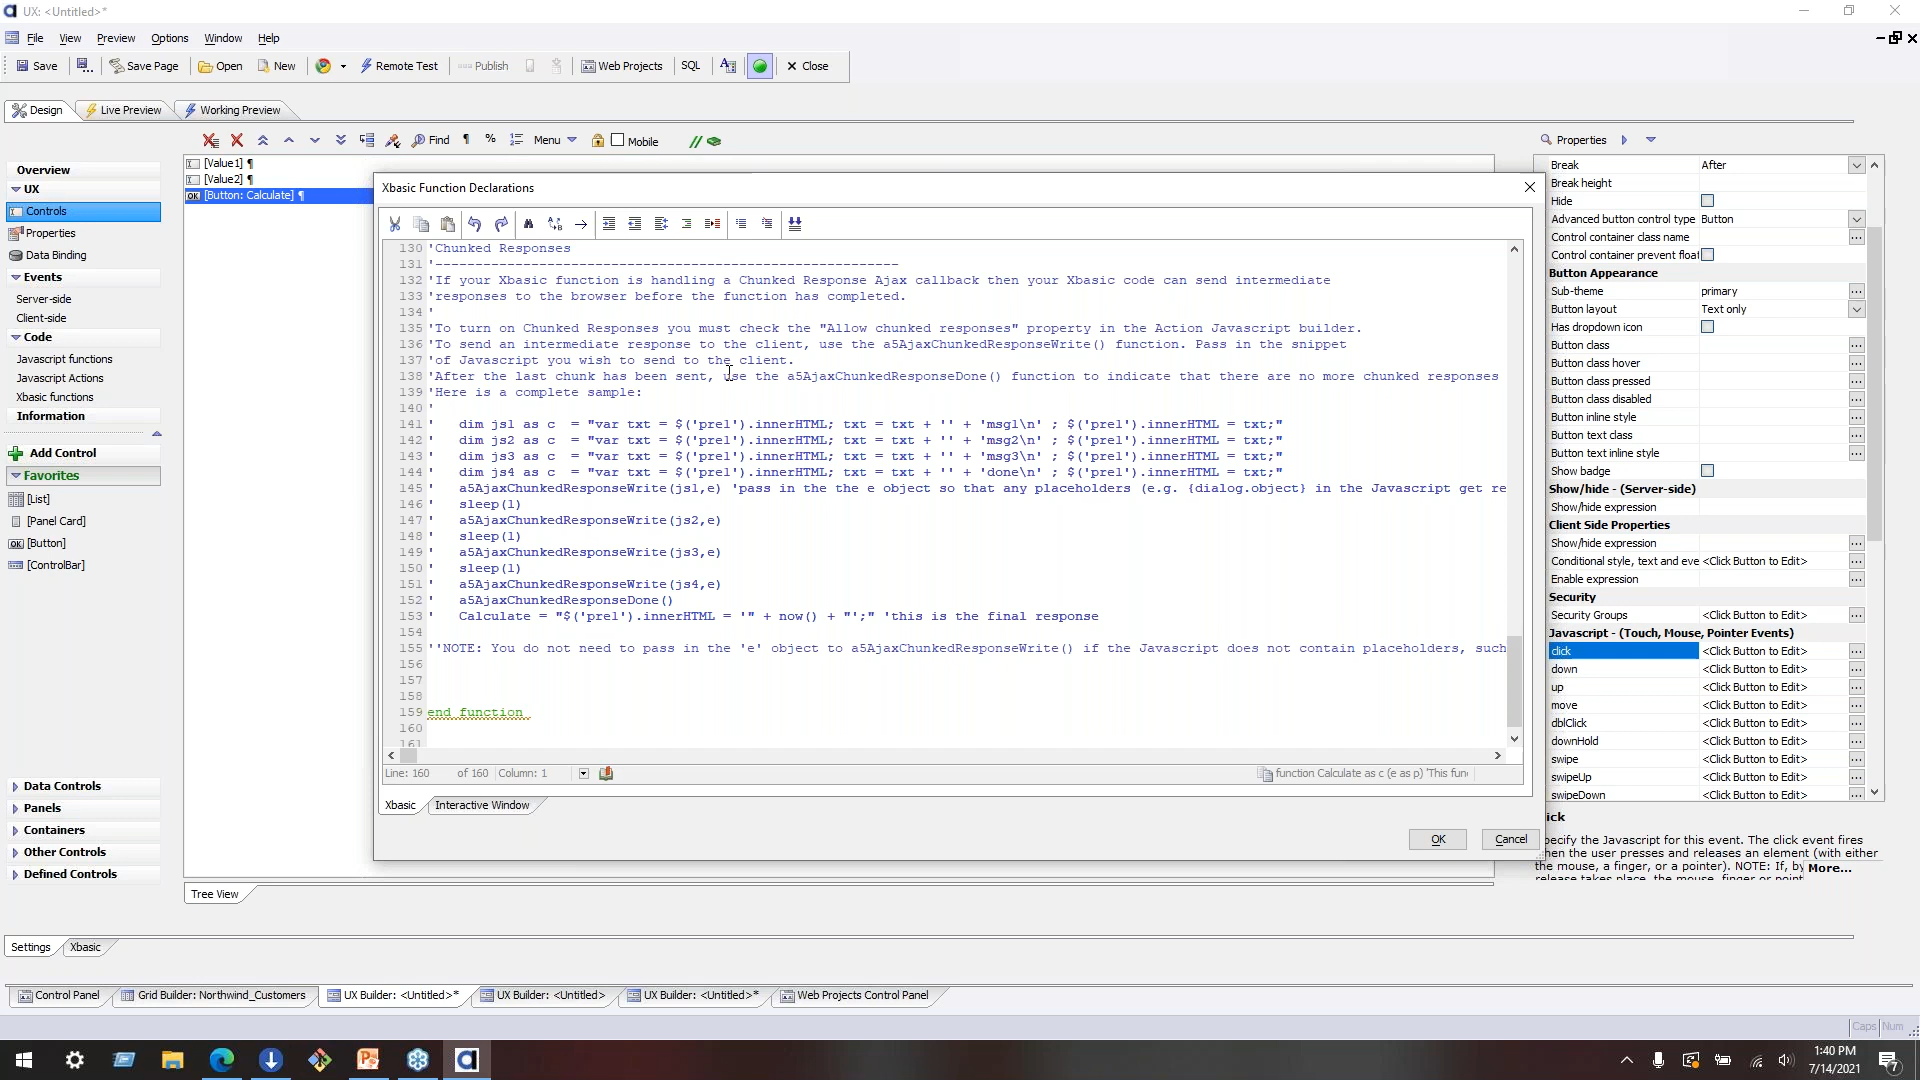 UX: <Untitled>*
File View Preview Options Window Help
Save Save Page Open New Remote Test Publish Web Projects SQL Close
Design Live Preview Working Preview
Find ¶ % Menu Mobile Properties
Overview
UX
Controls
Properties
Data Binding
Events
Server-side
Client-side
Code
Javascript functions
Javascript Actions
Xbasic functions
Information
Add Control
Favorites
[List]
[Panel Card]
[Button]
[ControlBar]
Data Controls
Panels
Containers
Other Controls
Defined Controls
[Value1] ¶
[Value2] ¶
[Button: Calculate] ¶
Xbasic Function Declarations
130 'Chunked Responses
131 '----------------------------------------------------------
132 'If your Xbasic function is handling a Chunked Response Ajax callback then your Xbasic code can send intermediate
133 'responses to the browser before the function has completed.
134 '
135 'To turn on Chunked Responses you must check the "Allow chunked responses" property in the Action Javascript builder.
136 'To send an intermediate response to the client, use the a5AjaxChunkedResponseWrite() function. Pass in the snippet
137 'of Javascript you wish to send to the client.
138 'After the last chunk has been sent, use the a5AjaxChunkedResponseDone() function to indicate that there are no more chunked responses
139 'Here is a complete sample:
140 '
141 ' dim js1 as c = "var txt = $('pre1').innerHTML; txt = txt + '' + 'msg1\n' ; $('pre1').innerHTML = txt;"
142 ' dim js2 as c = "var txt = $('pre1').innerHTML; txt = txt + '' + 'msg2\n' ; $('pre1').innerHTML = txt;"
143 ' dim js3 as c = "var txt = $('pre1').innerHTML; txt = txt + '' + 'msg3\n' ; $('pre1').innerHTML = txt;"
144 ' dim js4 as c = "var txt = $('pre1').innerHTML; txt = txt + '' + 'done\n' ; $('pre1').innerHTML = txt;"
145 ' a5AjaxChunkedResponseWrite(js1,e) 'pass in the the e object so that any placeholders (e.g. {dialog.object} in the Javascript get re
146 ' sleep(1)
147 ' a5AjaxChunkedResponseWrite(js2,e)
148 ' sleep(1)
149 ' a5AjaxChunkedResponseWrite(js3,e)
150 ' sleep(1)
151 ' a5AjaxChunkedResponseWrite(js4,e)
152 ' a5AjaxChunkedResponseDone()
153 ' Calculate = "$('pre1').innerHTML = '" + now() + "';" 'this is the final response
154
155 ''NOTE: You do not need to pass in the 'e' object to a5AjaxChunkedResponseWrite() if the Javascript does not contain placeholders, such
156
157
158
159 end function
160
161
Line: 160 of 160 Column: 1 function Calculate as c (e as p) 'This fun
Xbasic Interactive Window
OK Cancel
Break After
Break height
Hide
Advanced button control type Button
Control container class name
Control container prevent float
Button Appearance
Sub-theme primary
Button layout Text only
Has dropdown icon
Button class
Button class hover
Button class pressed
Button class disabled
Button inline style
Button text class
Button text inline style
Show badge
Show/hide - (Server-side)
Show/hide expression
Client Side Properties
Show/hide expression
Conditional style, text and eve <Click Button to Edit>
Enable expression
Security
Security Groups <Click Button to Edit>
Javascript - (Touch, Mouse, Pointer Events)
click <Click Button to Edit>
down <Click Button to Edit>
up <Click Button to Edit>
move <Click Button to Edit>
dblClick <Click Button to Edit>
downHold <Click Button to Edit>
swipe <Click Button to Edit>
swipeUp <Click Button to Edit>
swipeDown <Click Button to Edit>
ick
pecify the Javascript for this event. The click event fires
hen the user presses and releases an element (with either
the mouse, a finger, or a pointer). NOTE: If, by More...
release takes place, the mouse, finger or point
Tree View
Settings Xbasic
Control Panel Grid Builder: Northwind_Customers UX Builder: <Untitled>* UX Builder: <Untitled> UX Builder: <Untitled>* Web Projects Control Panel
Caps Num
1:40 PM
7/14/2021
7